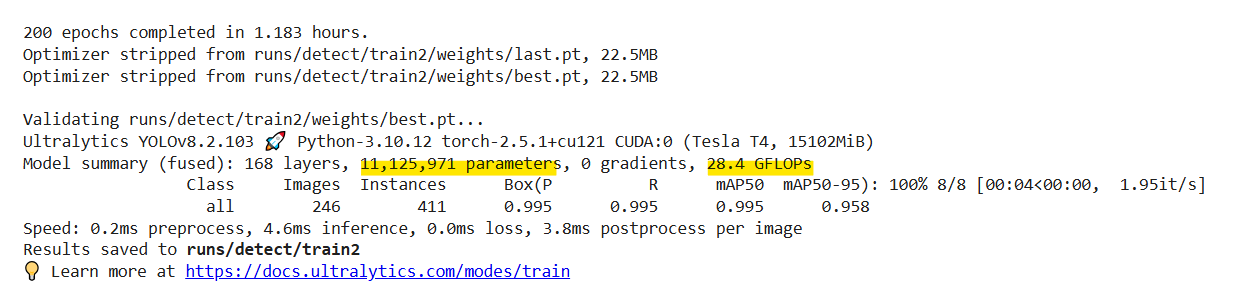 200 epochs completed in 1.183 hours.
Optimizer stripped from runs/detect/train2/weights/last.pt, 22.5MB
Optimizer stripped from runs/detect/train2/weights/best.pt, 22.5MB
Validating runs/detect/train2/weights/best.pt...
Ultralytics YOLOv8.2.103 🚀 Python-3.10.12 torch-2.5.1+cu121 CUDA:0 (Tesla T4, 15102MiB)
Model summary (fused): 168 layers, 11,125,971 parameters, 0 gradients, 28.4 GFLOPs
Class Images Instances Box(P R mAP50 mAP50-95): 100% 8/8 [00:04<00:00, 1.95it/s]
all 246 411 0.995 0.995 0.995 0.958
Speed: 0.2ms preprocess, 4.6ms inference, 0.0ms loss, 3.8ms postprocess per image
Results saved to runs/detect/train2
💡 Learn more at https://docs.ultralytics.com/modes/train